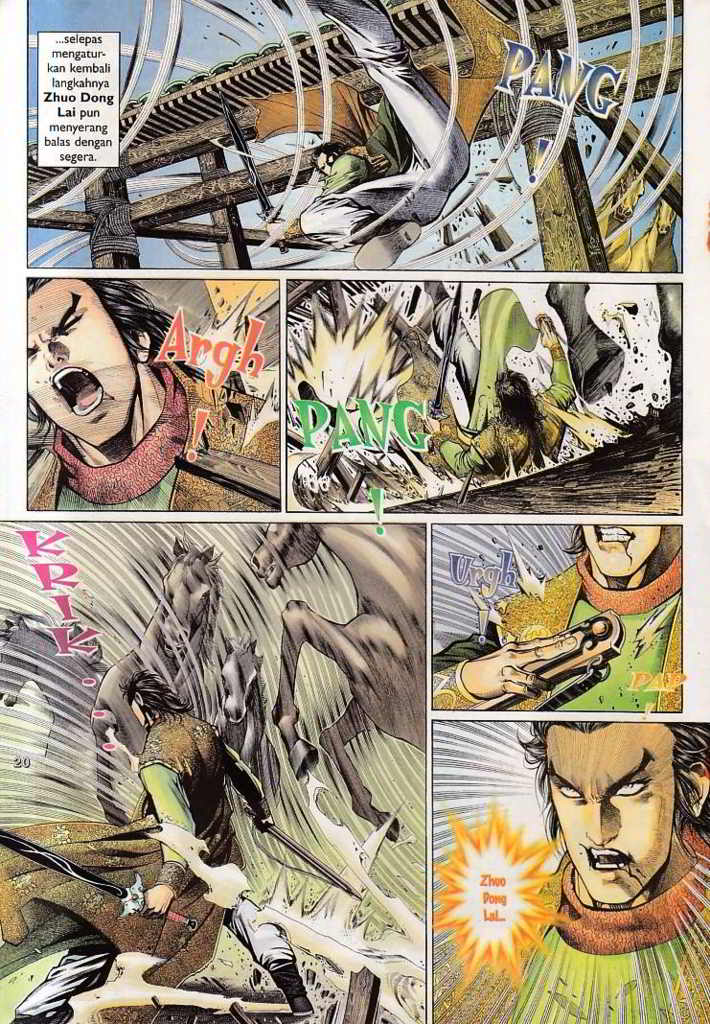 ...selepas
mengatur-
kan kembali
langkahnya
Zhuo Dong
Lai pun
menyerang
balas dengan
segera.
PANG
!
Argh
!
PANG
!
KRIK
...
Urgh
!
PAP
!
Zhuo
Dong
Lai...
20